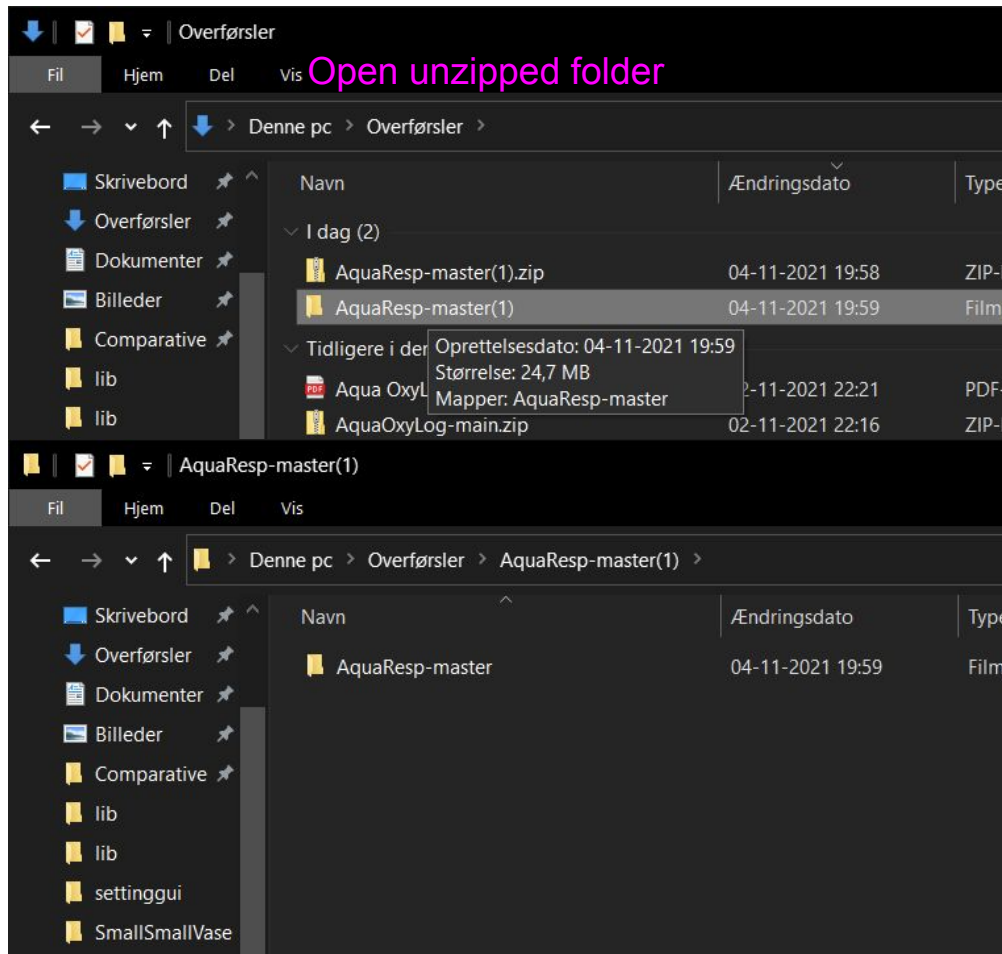 Overførsler
Fil Hjem Del Vis Open unzipped folder
Denne pc > Overførsler >
Skrivebord Navn Ændringsdato Type
Overførsler I dag (2)
Dokumenter AquaResp-master(1).zip 04-11-2021 19:58 ZIP-
Billeder AquaResp-master(1) 04-11-2021 19:59 Film
Comparative Tidligere i der Oprettelsesdato: 04-11-2021 19:59
Størrelse: 24,7 MB
lib Aqua OxyL Mapper: AquaResp-master 2-11-2021 22:21 PDF-
lib AquaOxyLog-main.zip 02-11-2021 22:16 ZIP-
AquaResp-master(1)
Fil Hjem Del Vis
Denne pc > Overførsler > AquaResp-master(1) >
Skrivebord Navn Ændringsdato Type
Overførsler AquaResp-master 04-11-2021 19:59 Film
Dokumenter
Billeder
Comparative
lib
lib
settinggui
SmallSmallVase